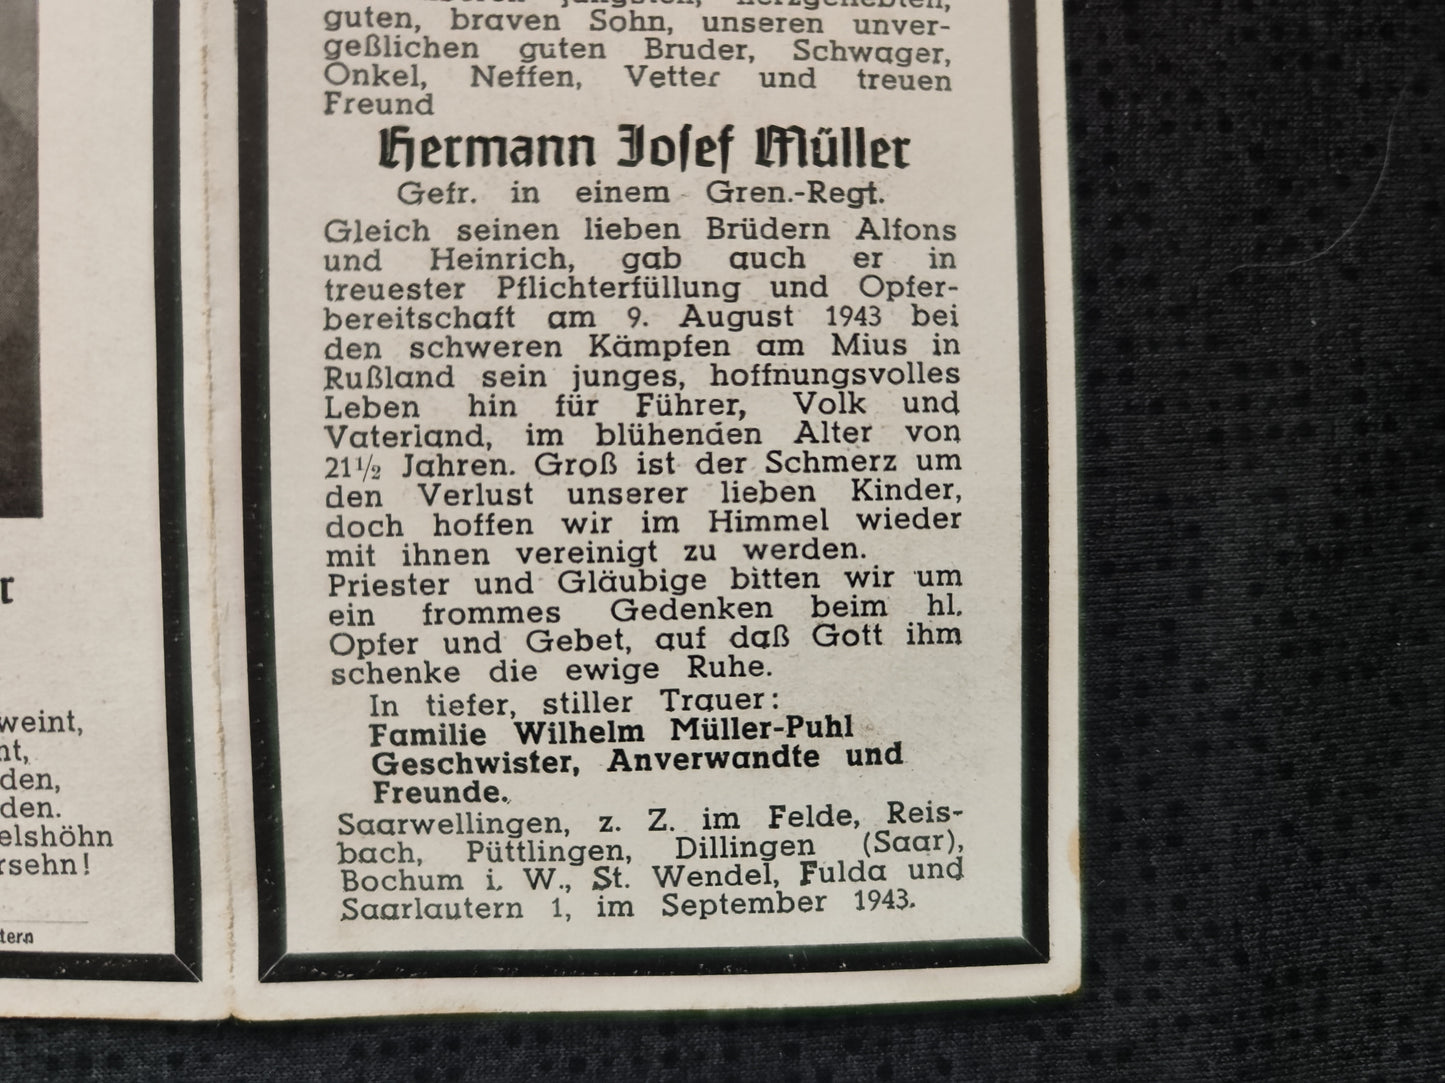 jüngsten, herzgeliebten,
guten, braven Sohn, unseren unver-
geßlichen guten Bruder, Schwager,
Onkel, Neffen, Vetter und treuen
Freund
Hermann Josef Müller
Gefr. in einem Gren.-Regt.
Gleich seinen lieben Brüdern Alfons
und Heinrich, gab auch er in
treuester Pflichterfüllung und Opfer-
bereitschaft am 9. August 1943 bei
den schweren Kämpfen am Mius in
Rußland sein junges, hoffnungsvolles
Leben hin für Führer, Volk und
Vaterland, im blühenden Alter von
21½ Jahren. Groß ist der Schmerz um
den Verlust unserer lieben Kinder,
doch hoffen wir im Himmel wieder
mit ihnen vereinigt zu werden.
Priester und Gläubige bitten wir um
ein frommes Gedenken beim hl.
Opfer und Gebet, auf daß Gott ihm
schenke die ewige Ruhe.
In tiefer, stiller Trauer:
Familie Wilhelm Müller-Puhl
Geschwister, Anverwandte und
Freunde.
Saarwellingen, z. Z. im Felde, Reis-
bach, Püttlingen, Dillingen (Saar),
Bochum i. W., St. Wendel, Fulda und
Saarlautern 1, im September 1943.
r
weint,
nt,
den,
den.
elshöhn
rsehn!
tern